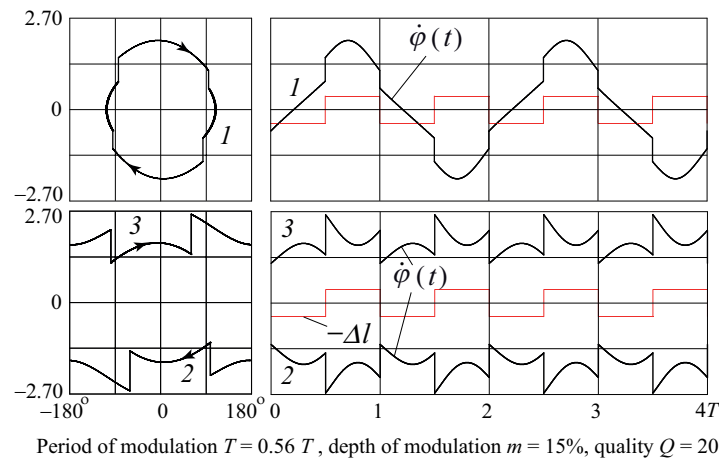 2.70
0
−2.70
1
1
φ̇(t)
2.70
0
−2.70
3
2
3
φ̇(t)
−Δl
2
−180° 0 180° 0 1 2 3 4T
Period of modulation T = 0.56 T , depth of modulation m = 15%, quality Q = 20